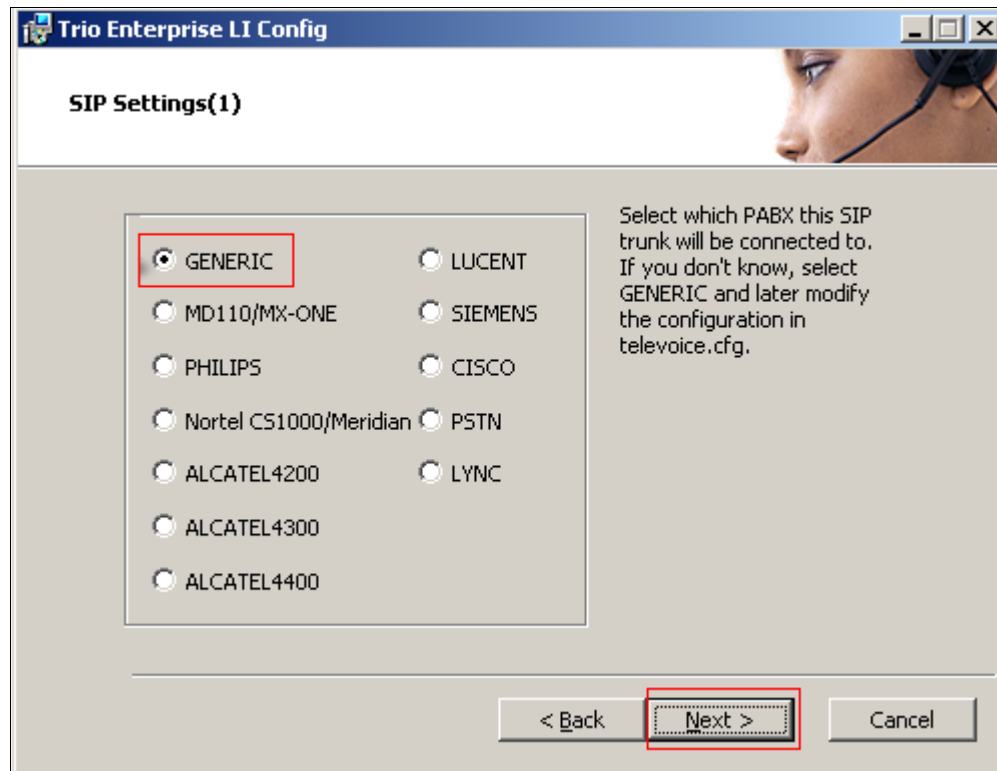 Trio Enterprise LI Config
SIP Settings(1)
GENERIC
MD110/MX-ONE
PHILIPS
Nortel CS1000/Meridian
ALCATEL4200
ALCATEL4300
ALCATEL4400
LUCENT
SIEMENS
CISCO
PSTN
LYNC
Select which PABX this SIP
trunk will be connected to.
If you don't know, select
GENERIC and later modify
the configuration in
televoice.cfg.
< Back
Next >
Cancel